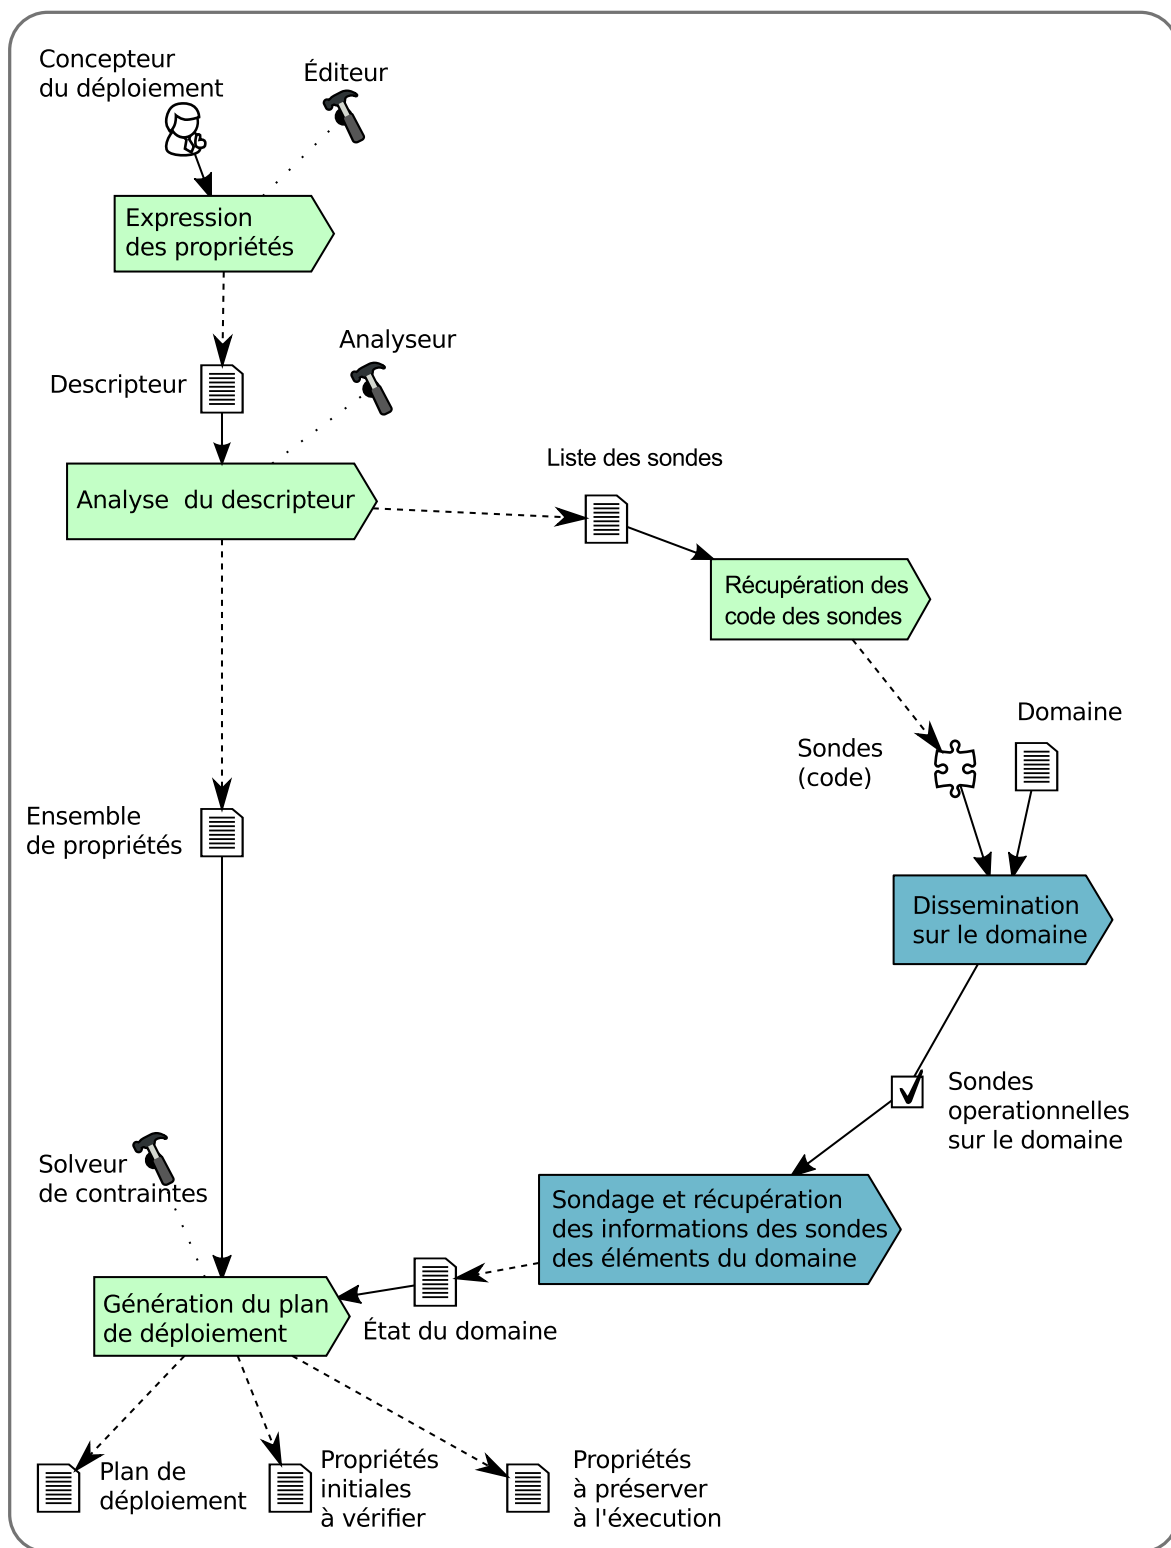 Concepteur
du déploiement
Éditeur
Expression
des propriétés
Analyseur
Descripteur
Liste des sondes
Analyse  du descripteur
Récupération des
code des sondes
Domaine
Sondes
(code)
Ensemble
de propriétés
Dissemination
sur le domaine
Sondes
operationnelles
sur le domaine
Solveur
de contraintes
Sondage et récupération
des informations des sondes
des éléments du domaine
Génération du plan
de déploiement
État du domaine
Plan de
déploiement
Propriétés
initiales
à vérifier
Propriétés
à préserver
à l'éxecution